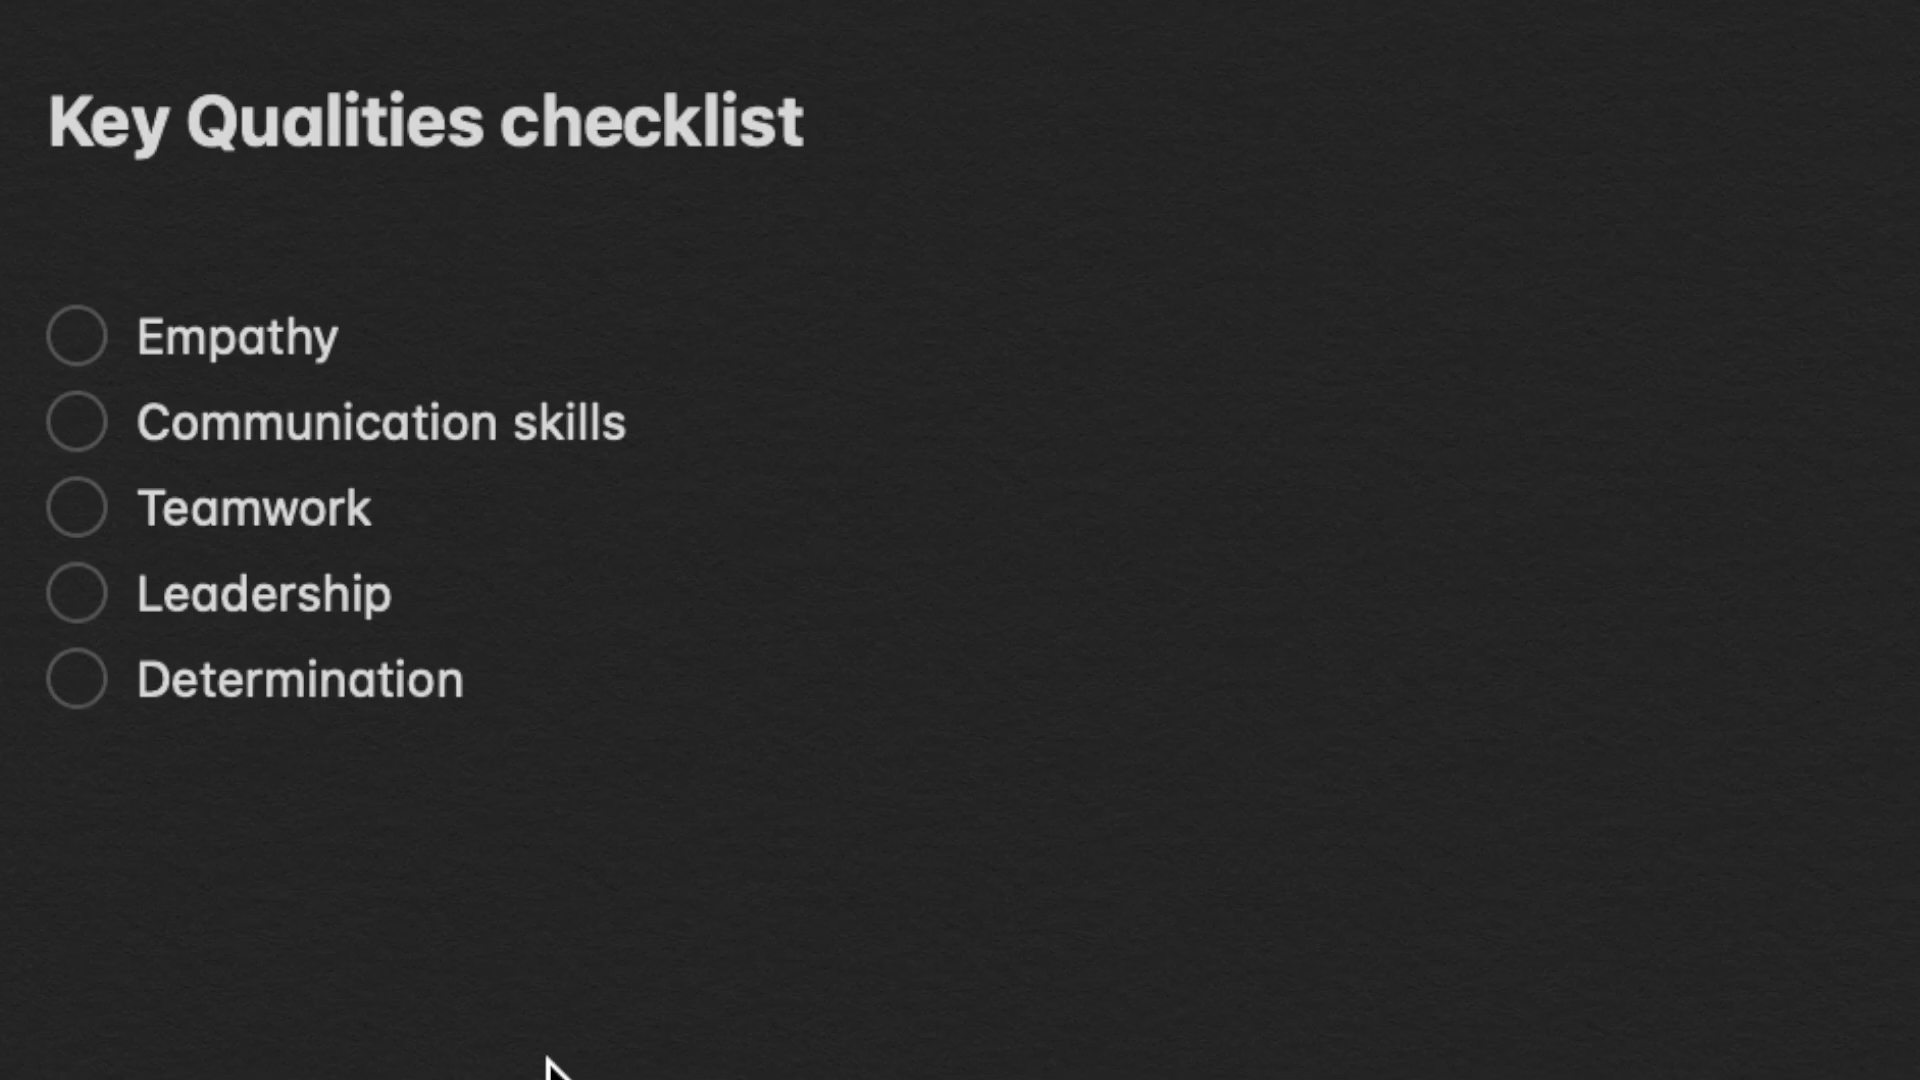 Key Qualities checklist
Empathy
Communication skills
Teamwork
Leadership
Determination